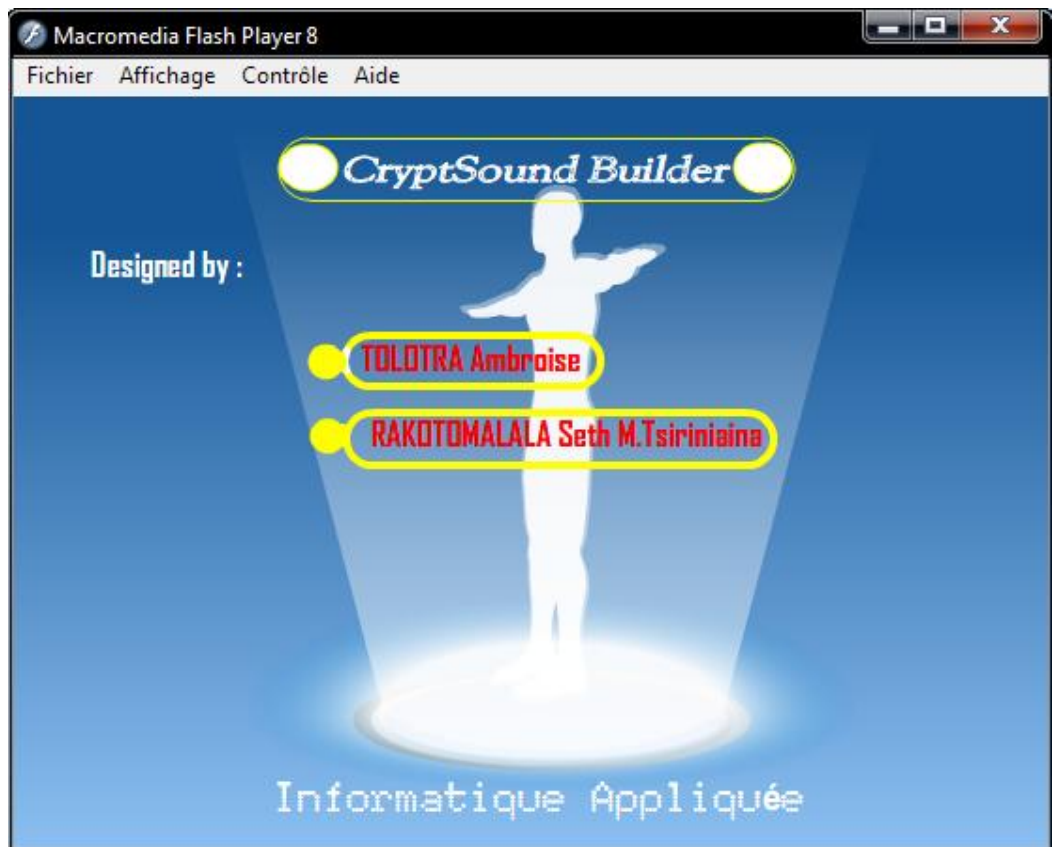 Macromedia Flash Player 8
Fichier Affichage Contrôle Aide
CryptSound Builder
Designed by :
TOLOTRA Ambroise
RAKOTOMALALA Seth M.Tsiriniaina
Informatique Appliquée